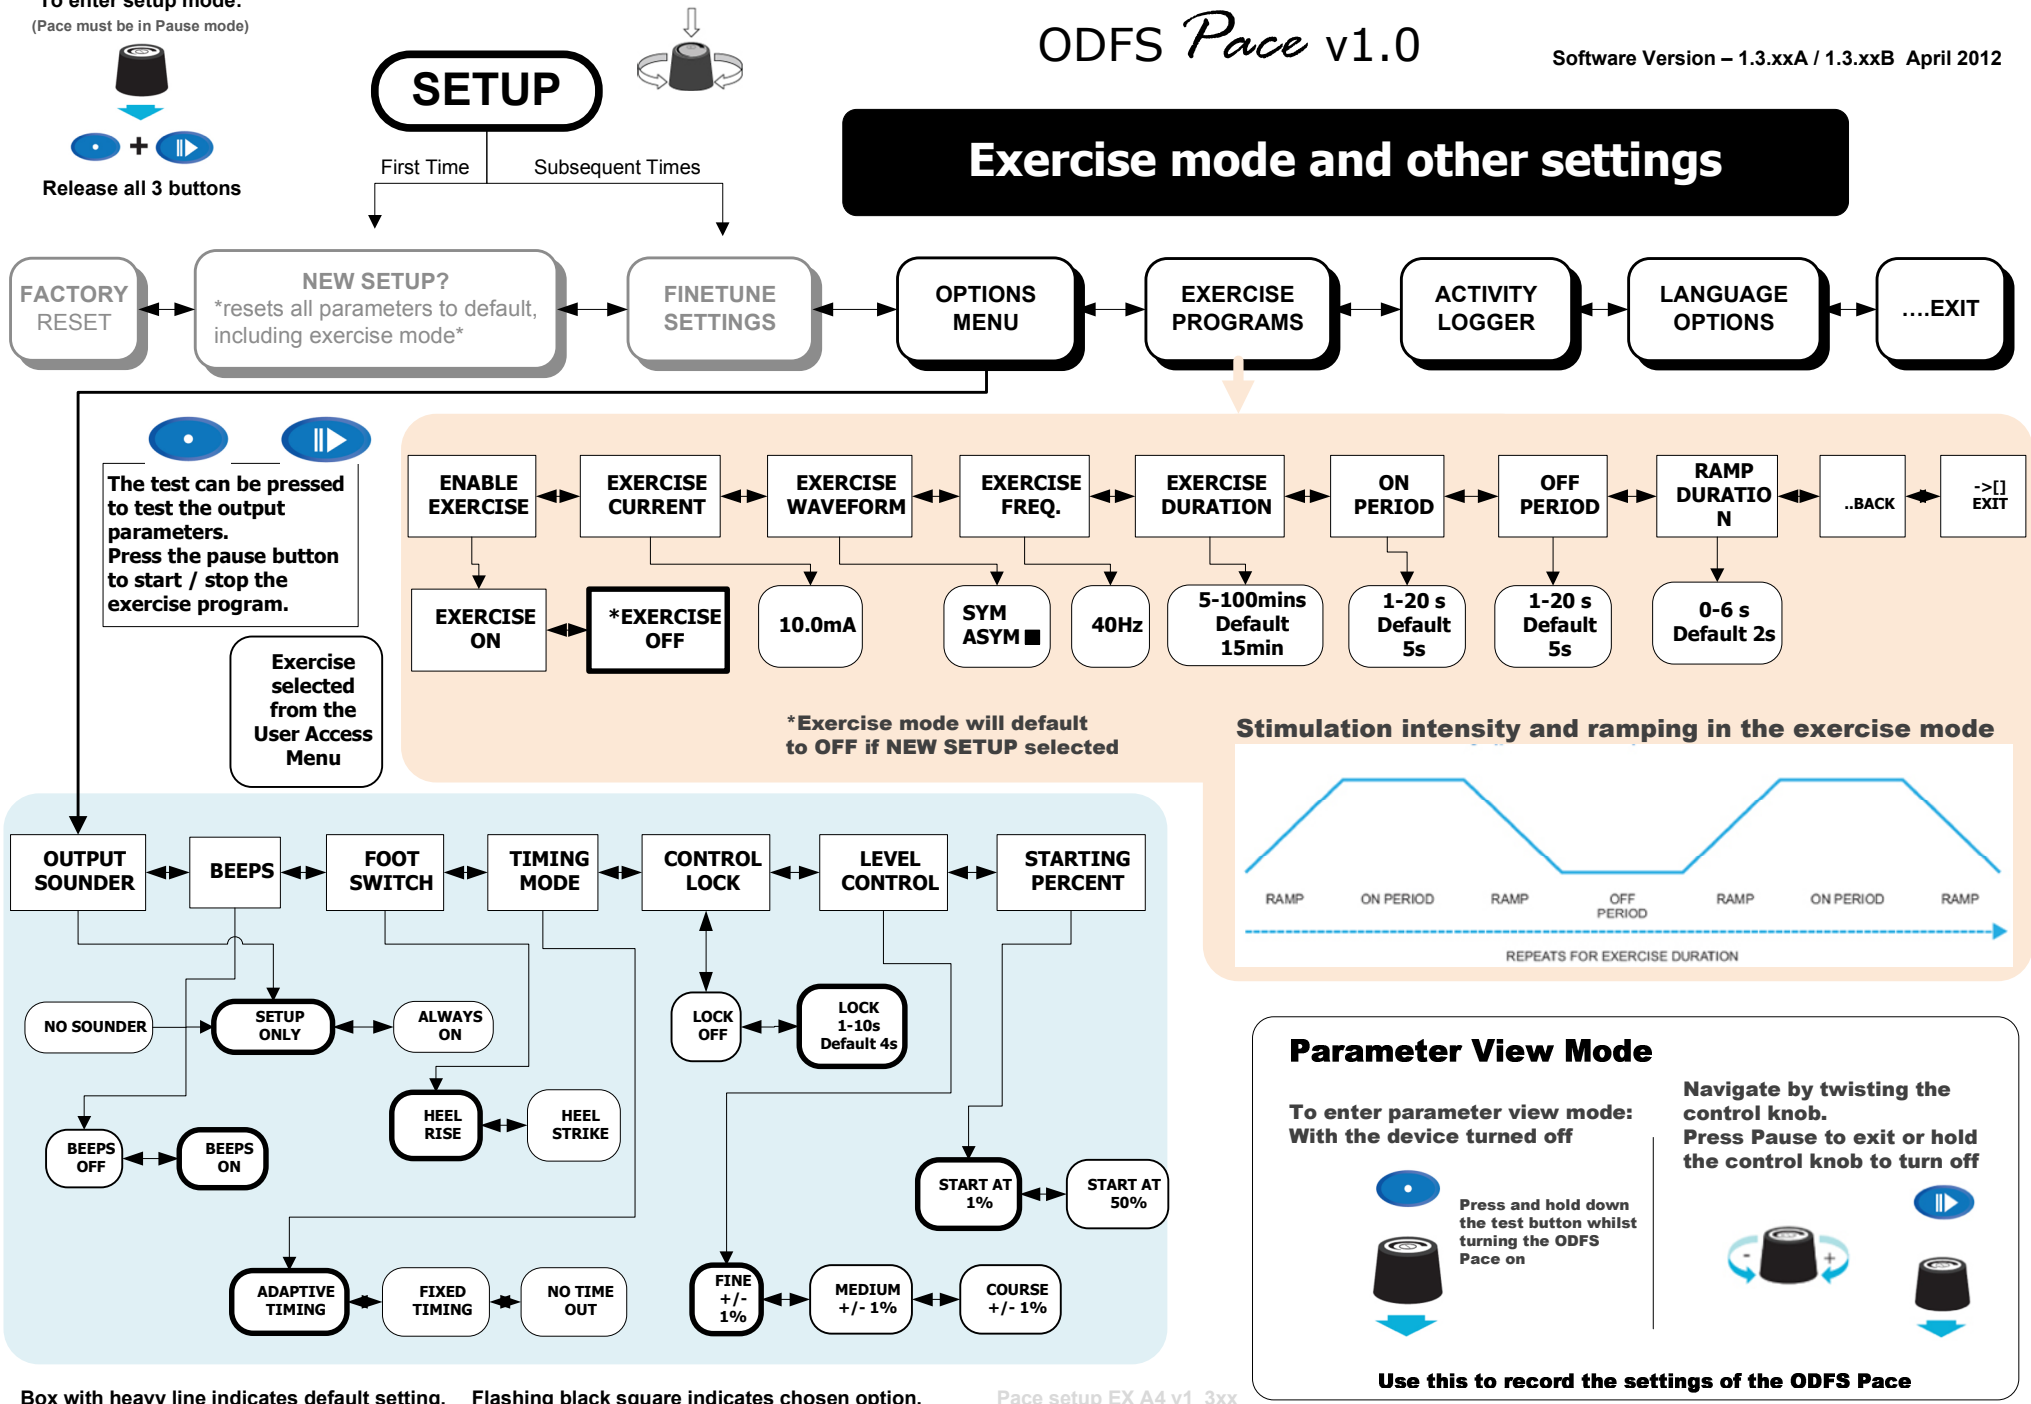 To enter setup mode:
(Pace must be in Pause mode)
+
Release all 3 buttons
SETUP
First Time
Subsequent Times
ODFS Pace v1.0
Software Version – 1.3.xxA / 1.3.xxB April 2012
Exercise mode and other settings
FACTORY
RESET
NEW SETUP?
*resets all parameters to default,
including exercise mode*
FINETUNE
SETTINGS
OPTIONS
MENU
EXERCISE
PROGRAMS
ACTIVITY
LOGGER
LANGUAGE
OPTIONS
....EXIT
The test can be pressed
to test the output
parameters.
Press the pause button
to start / stop the
exercise program.
Exercise
selected
from the
User Access
Menu
ENABLE
EXERCISE
EXERCISE
CURRENT
EXERCISE
WAVEFORM
EXERCISE
FREQ.
EXERCISE
DURATION
ON
PERIOD
OFF
PERIOD
RAMP
DURATIO
N
..BACK
->[]
EXIT
EXERCISE
ON
*EXERCISE
OFF
10.0mA
SYM
ASYM ■
40Hz
5-100mins
Default
15min
1-20 s
Default
5s
1-20 s
Default
5s
0-6 s
Default 2s
*Exercise mode will default
to OFF if NEW SETUP selected
Stimulation intensity and ramping in the exercise mode
RAMP
ON PERIOD
RAMP
OFF
PERIOD
RAMP
ON PERIOD
RAMP
REPEATS FOR EXERCISE DURATION
OUTPUT
SOUNDER
BEEPS
FOOT
SWITCH
TIMING
MODE
CONTROL
LOCK
LEVEL
CONTROL
STARTING
PERCENT
NO SOUNDER
SETUP
ONLY
ALWAYS
ON
LOCK
OFF
LOCK
1-10s
Default 4s
HEEL
RISE
HEEL
STRIKE
BEEPS
OFF
BEEPS
ON
START AT
1%
START AT
50%
ADAPTIVE
TIMING
FIXED
TIMING
NO TIME
OUT
FINE
+/-
1%
MEDIUM
+/- 1%
COURSE
+/- 1%
Parameter View Mode
To enter parameter view mode:
With the device turned off
Press and hold down
the test button whilst
turning the ODFS
Pace on
Navigate by twisting the
control knob.
Press Pause to exit or hold
the control knob to turn off
- +
Use this to record the settings of the ODFS Pace
Box with heavy line indicates default setting.
Flashing black square indicates chosen option.
Pace setup EX A4 v1_3xx